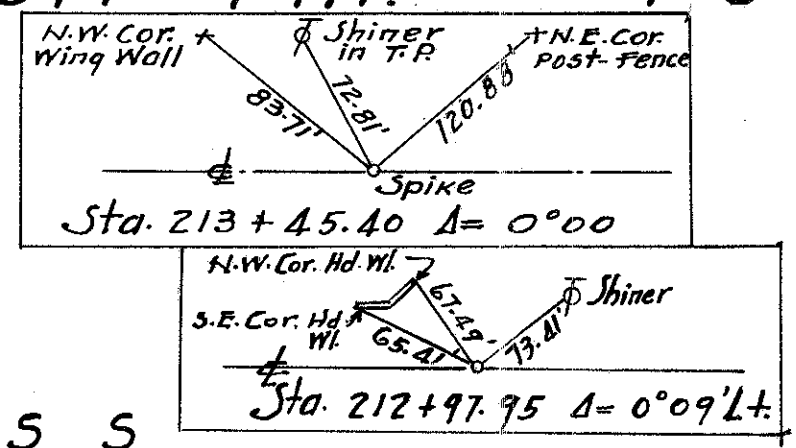 N.W. Cor.
Wing Wall
Shiner
in T.P.
N.E. Cor.
Post-Fence
83.71'
72.81'
120.88'
℄
Spike
Sta. 213 + 45.40 Δ= 0°00
N.W. Cor. Hd. Wl.
S.E. Cor. Hd.
Wl.
67.49'
65.41'
73.41'
Shiner
℄
Sta. 212+97.95 Δ= 0°09' Lt.
S S